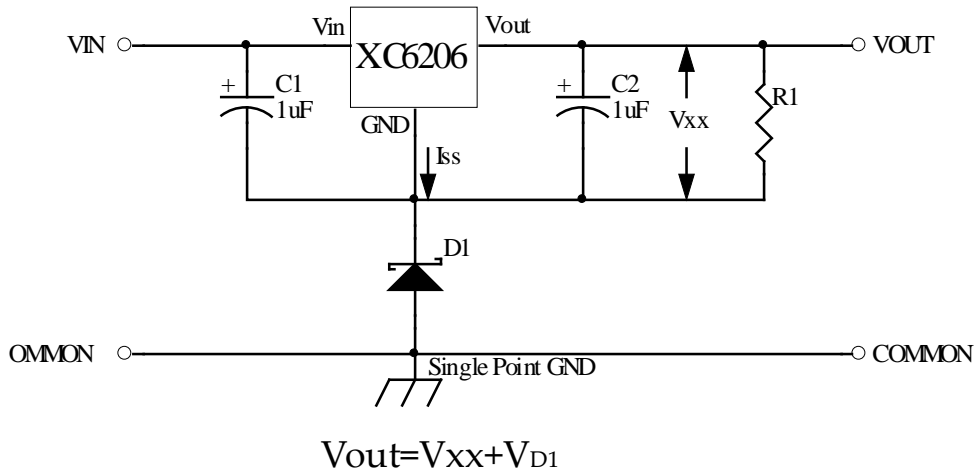 VIN
Vin
XC6206
Vout
VOUT
+
C1
1uF
GND
Iss
+
C2
1uF
Vxx
R1
D1
OMMON
Single Point GND
COMMON
Vout=Vxx+VD1